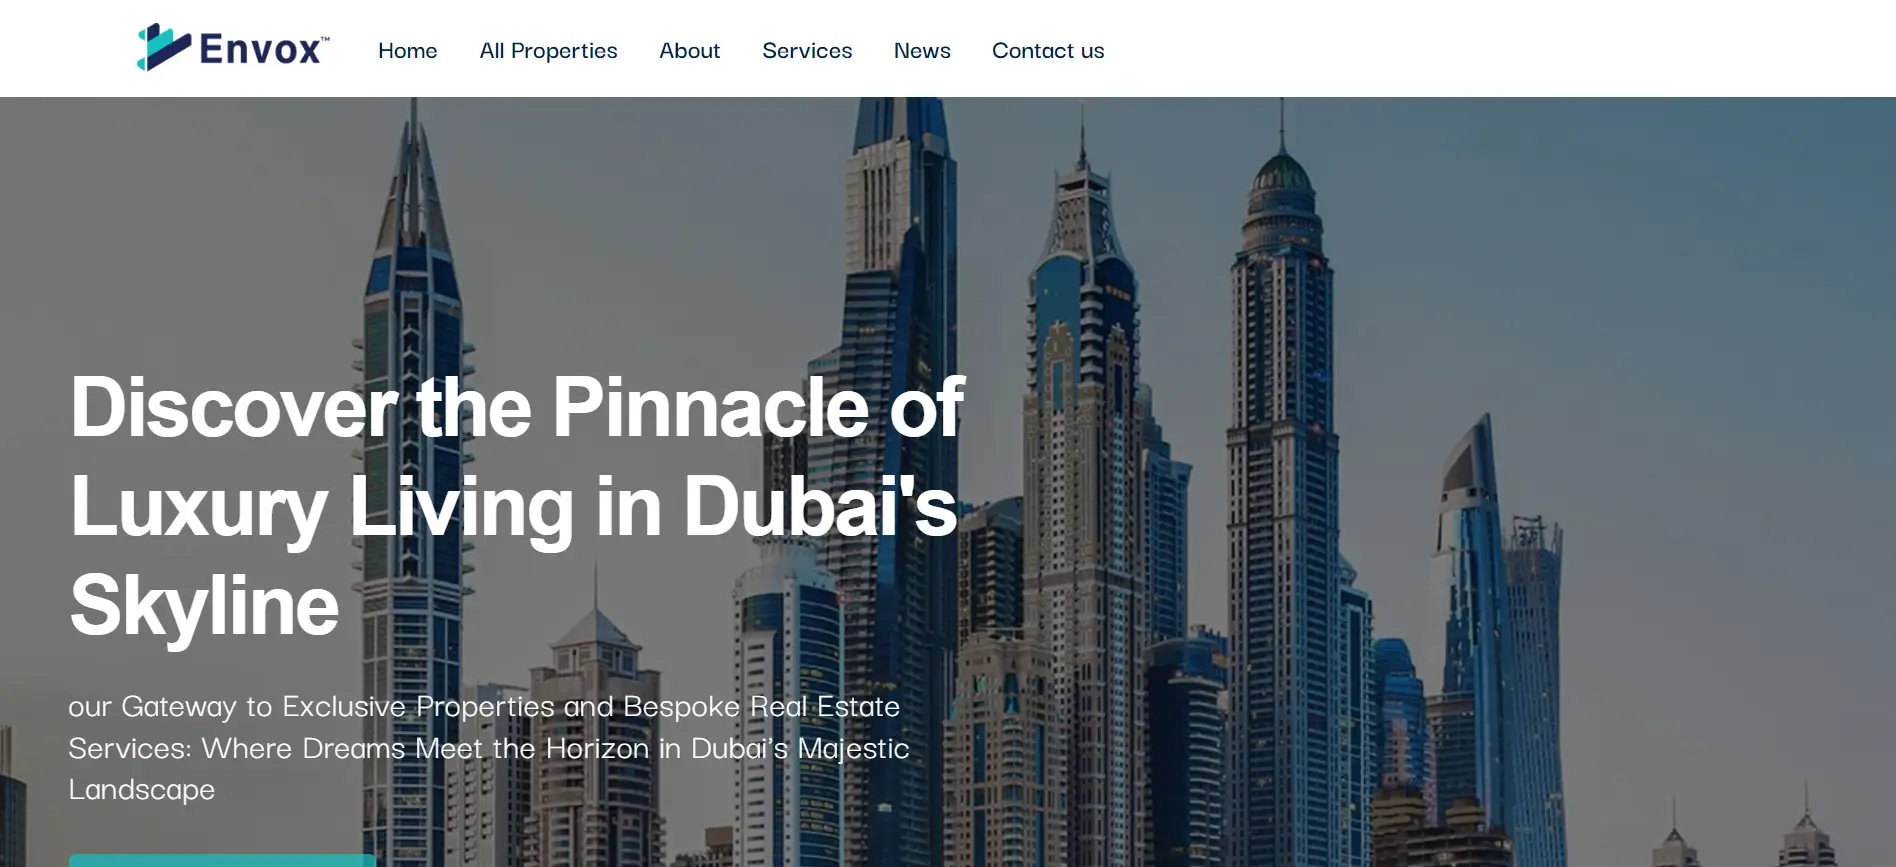 Envox™
Home
All Properties
About
Services
News
Contact us
Discover the Pinnacle of
Luxury Living in Dubai's
Skyline
our Gateway to Exclusive Properties and Bespoke Real Estate
Services: Where Dreams Meet the Horizon in Dubai's Majestic
Landscape